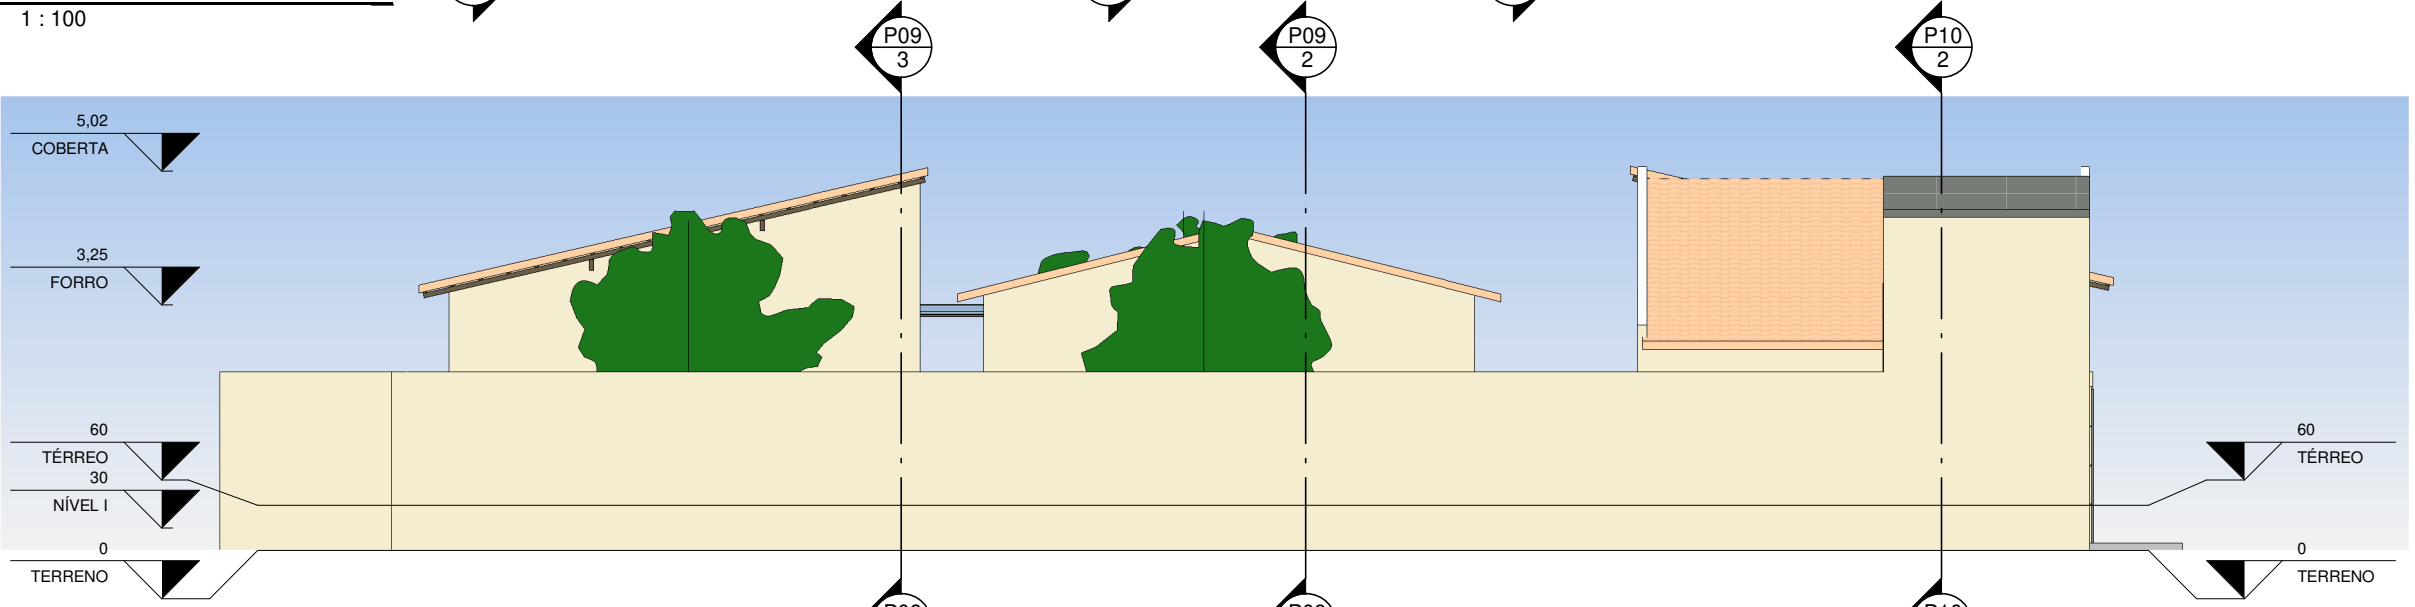 1 : 100
P09
3
P09
2
P10
2
5,02
COBERTA
3,25
FORRO
60
TÉRREO
30
NÍVEL I
0
TERRENO
60
TÉRREO
0
TERRENO